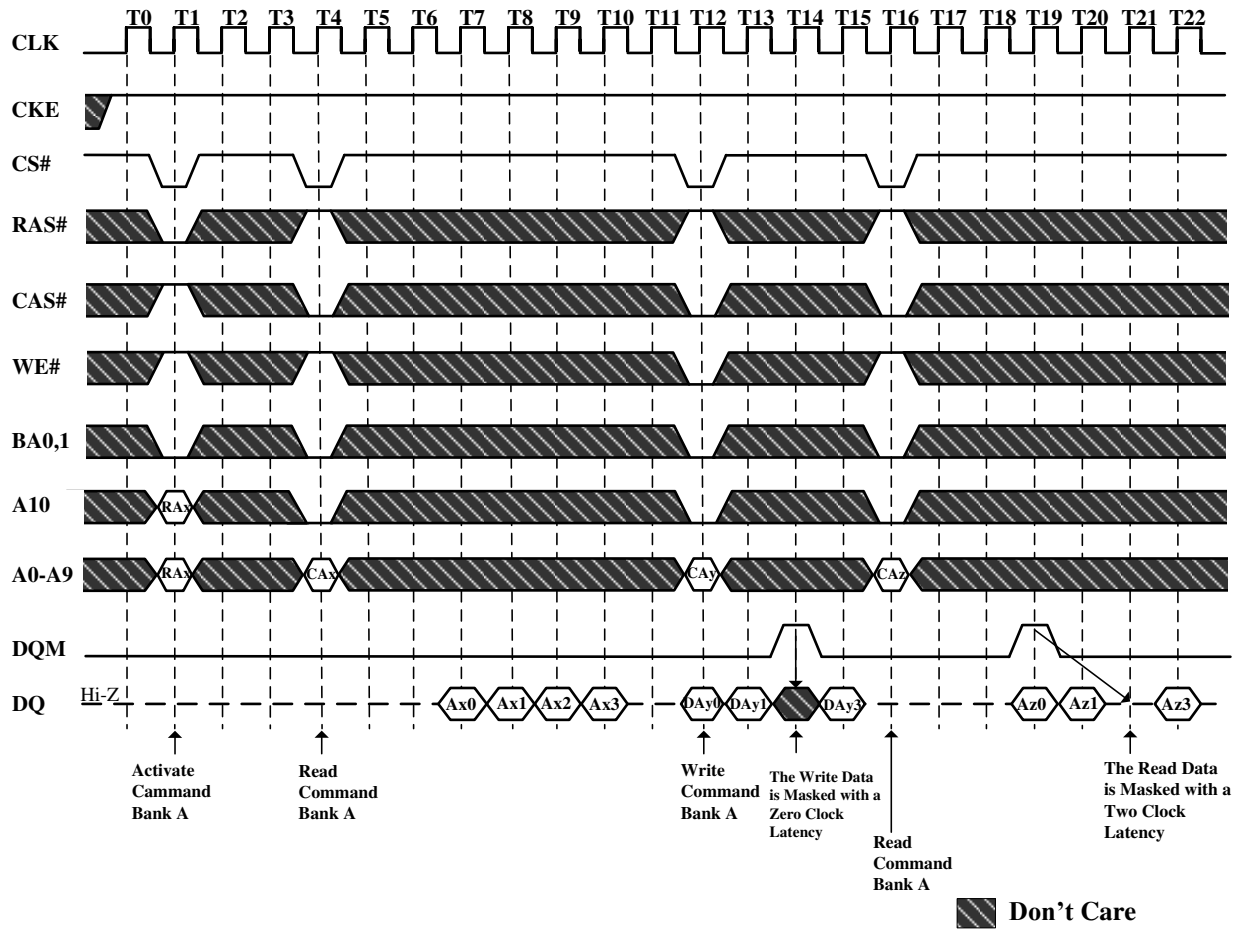 T0 T1 T2 T3 T4 T5 T6 T7 T8 T9 T10 T11 T12 T13 T14 T15 T16 T17 T18 T19 T20 T21 T22
CLK
CKE
CS#
RAS#
CAS#
WE#
BA0,1
A10 RAx
A0-A9 RAx CAx CAy CAz
DQM
DQ Hi-Z Ax0 Ax1 Ax2 Ax3 DAy0 DAy1 DAy3 Az0 Az1 Az3
Activate
Cammand
Bank A
Read
Command
Bank A
Write
Command
Bank A
The Write Data
is Masked with a
Zero Clock
Latency
Read
Command
Bank A
The Read Data
is Masked with a
Two Clock
Latency
Don't Care